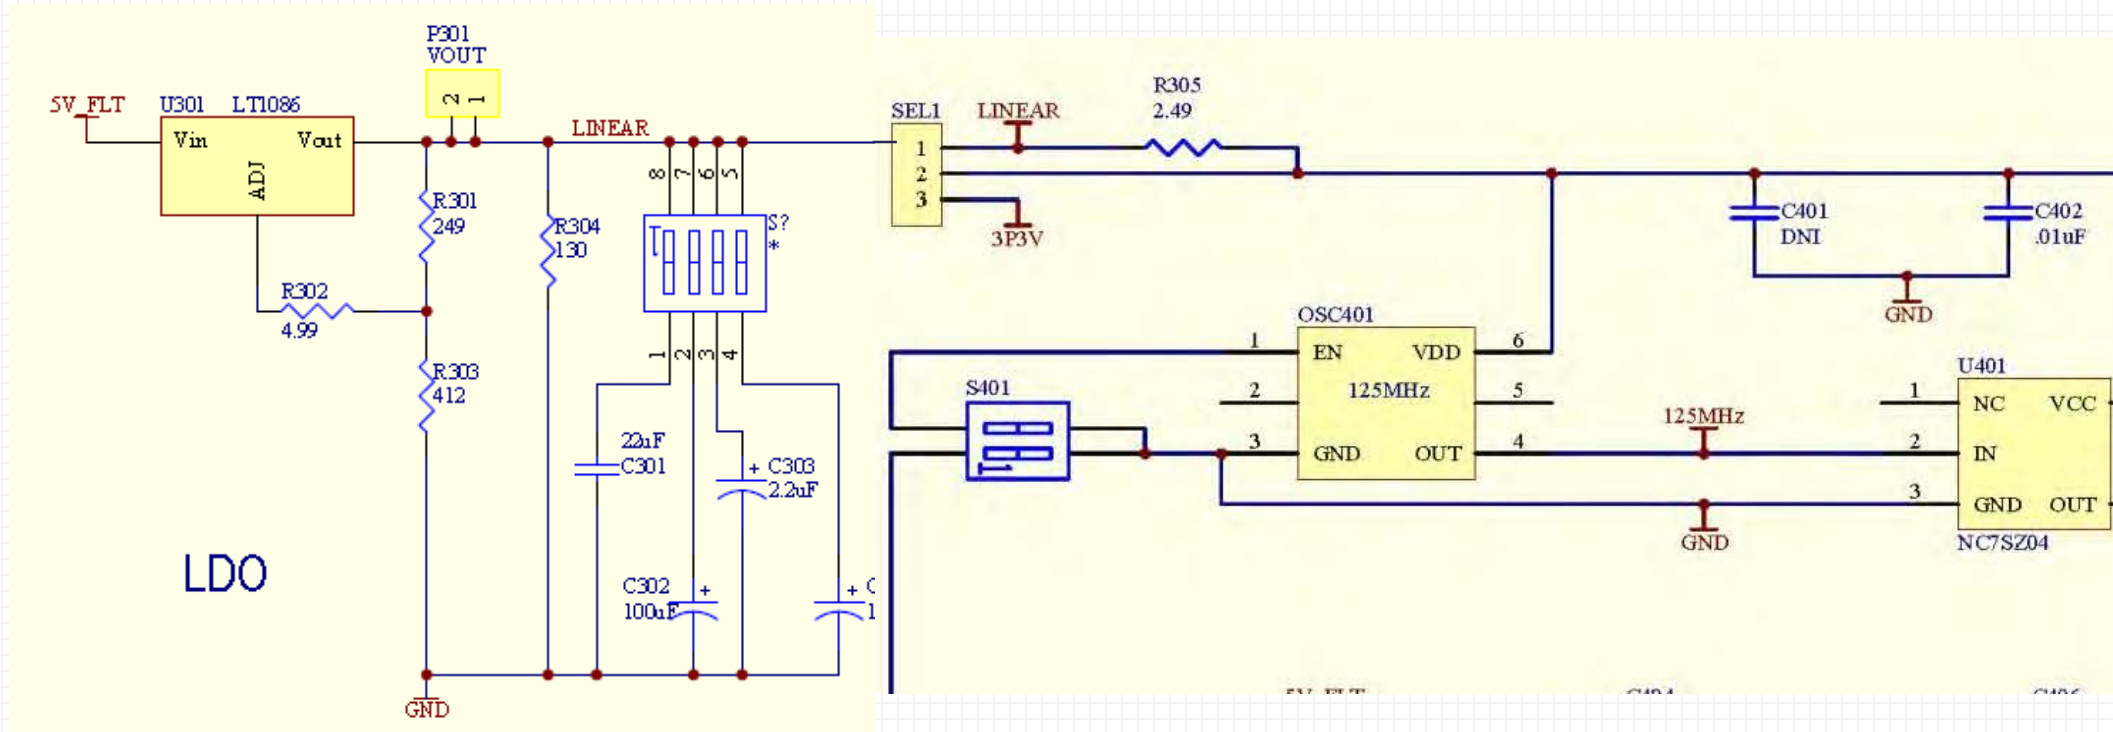 P301
VOUT
2
1
5V_FLT
U301 LT1086
Vin
Vout
ADJ
LINEAR
R301
249
R302
4.99
R303
412
R304
130
8
7
6
5
1
S?
*
1
2
3
4
22uF
C301
C303
2.2uF
C302
100uF
+
+
+
C
1
LDO
GND
SEL1
1
2
3
LINEAR
3P3V
R305
2.49
C401
DNI
C402
.01uF
GND
OSC401
1
EN
VDD
6
2
125MHz
5
3
GND
OUT
4
S401
1
125MHz
GND
U401
1
NC
VCC
2
IN
3
GND
OUT
NC7SZ04